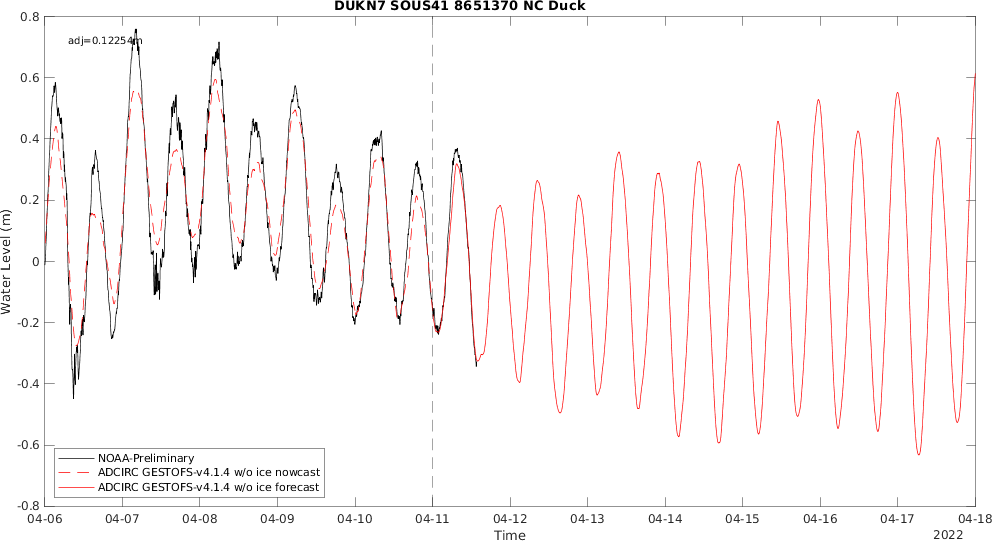 DUKN7 SOUS41 8651370 NC Duck
adj=0.12254m
0.8
0.6
0.4
0.2
0
-0.2
-0.4
-0.6
-0.8
Water Level (m)
NOAA-Preliminary
ADCIRC GESTOFS-v4.1.4 w/o ice nowcast
ADCIRC GESTOFS-v4.1.4 w/o ice forecast
04-06 04-07 04-08 04-09 04-10 04-11 04-12 04-13 04-14 04-15 04-16 04-17 04-18
Time
2022